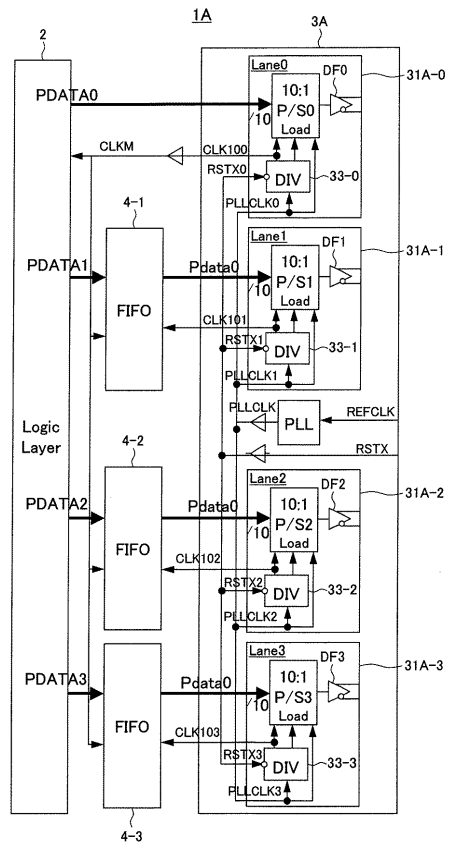 1A
2
3A
Lane0
DF0
31A-0
PDATA0
10:1
P/S0
Load
10
CLKM
CLK100
RSTX0
DIV
33-0
PLLCLK0
4-1
Lane1
DF1
31A-1
PDATA1
Pdata0
10:1
P/S1
Load
10
FIFO
CLK101
RSTX1
DIV
33-1
PLLCLK1
PLLCLK
PLL
REFCLK
Logic
Layer
RSTX
4-2
Lane2
DF2
31A-2
PDATA2
Pdata0
10:1
P/S2
Load
10
FIFO
CLK102
RSTX2
DIV
33-2
PLLCLK2
Lane3
DF3
31A-3
PDATA3
Pdata0
10:1
P/S3
Load
10
FIFO
CLK103
RSTX3
DIV
33-3
PLLCLK3
4-3